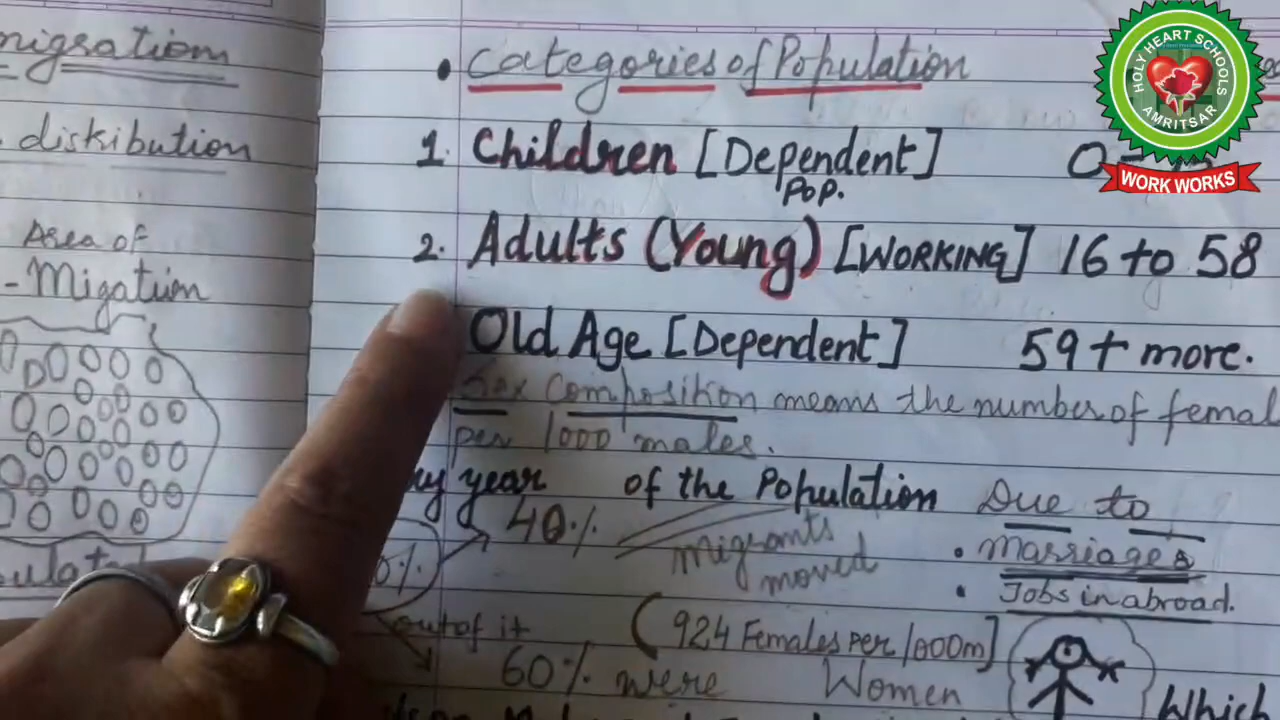 migration
distribution
Area of
- Migation
• Categories of Population
1. Children [Dependent]
Pop.
2. Adults (Young) [WORKING] 16 to 58
Old Age [Dependent] 59 + more.
Sex Composition means the number of femal
per 1000 males.
year of the Population Due to
40% migrants • marriages
moved • Jobs in abroad.
out of it (924 Females Per/1000m]
60% were Women
Which
HOLY HEART SCHOOLS
AMRITSAR
WORK WORKS